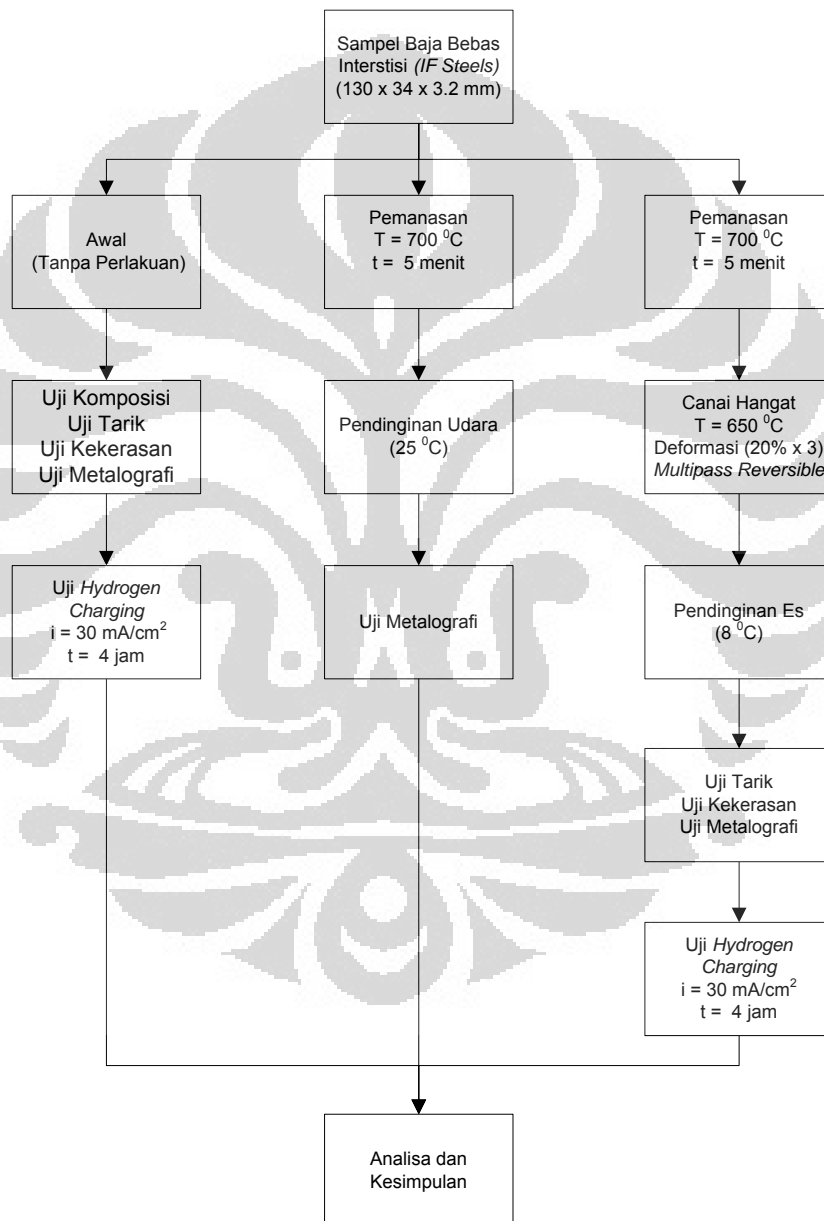 Sampel Baja Bebas
Interstisi (IF Steels)
(130 x 34 x 3.2 mm)
Awal
(Tanpa Perlakuan)
Uji Komposisi
Uji Tarik
Uji Kekerasan
Uji Metalografi
Uji Hydrogen
Charging
i = 30 mA/cm²
t = 4 jam
Pemanasan
T = 700 ⁰C
t = 5 menit
Pendinginan Udara
(25 ⁰C)
Uji Metalografi
Pemanasan
T = 700 ⁰C
t = 5 menit
Canai Hangat
T = 650 ⁰C
Deformasi (20% x 3)
Multipass Reversible
Pendinginan Es
(8 ⁰C)
Uji Tarik
Uji Kekerasan
Uji Metalografi
Uji Hydrogen
Charging
i = 30 mA/cm²
t = 4 jam
Analisa dan
Kesimpulan